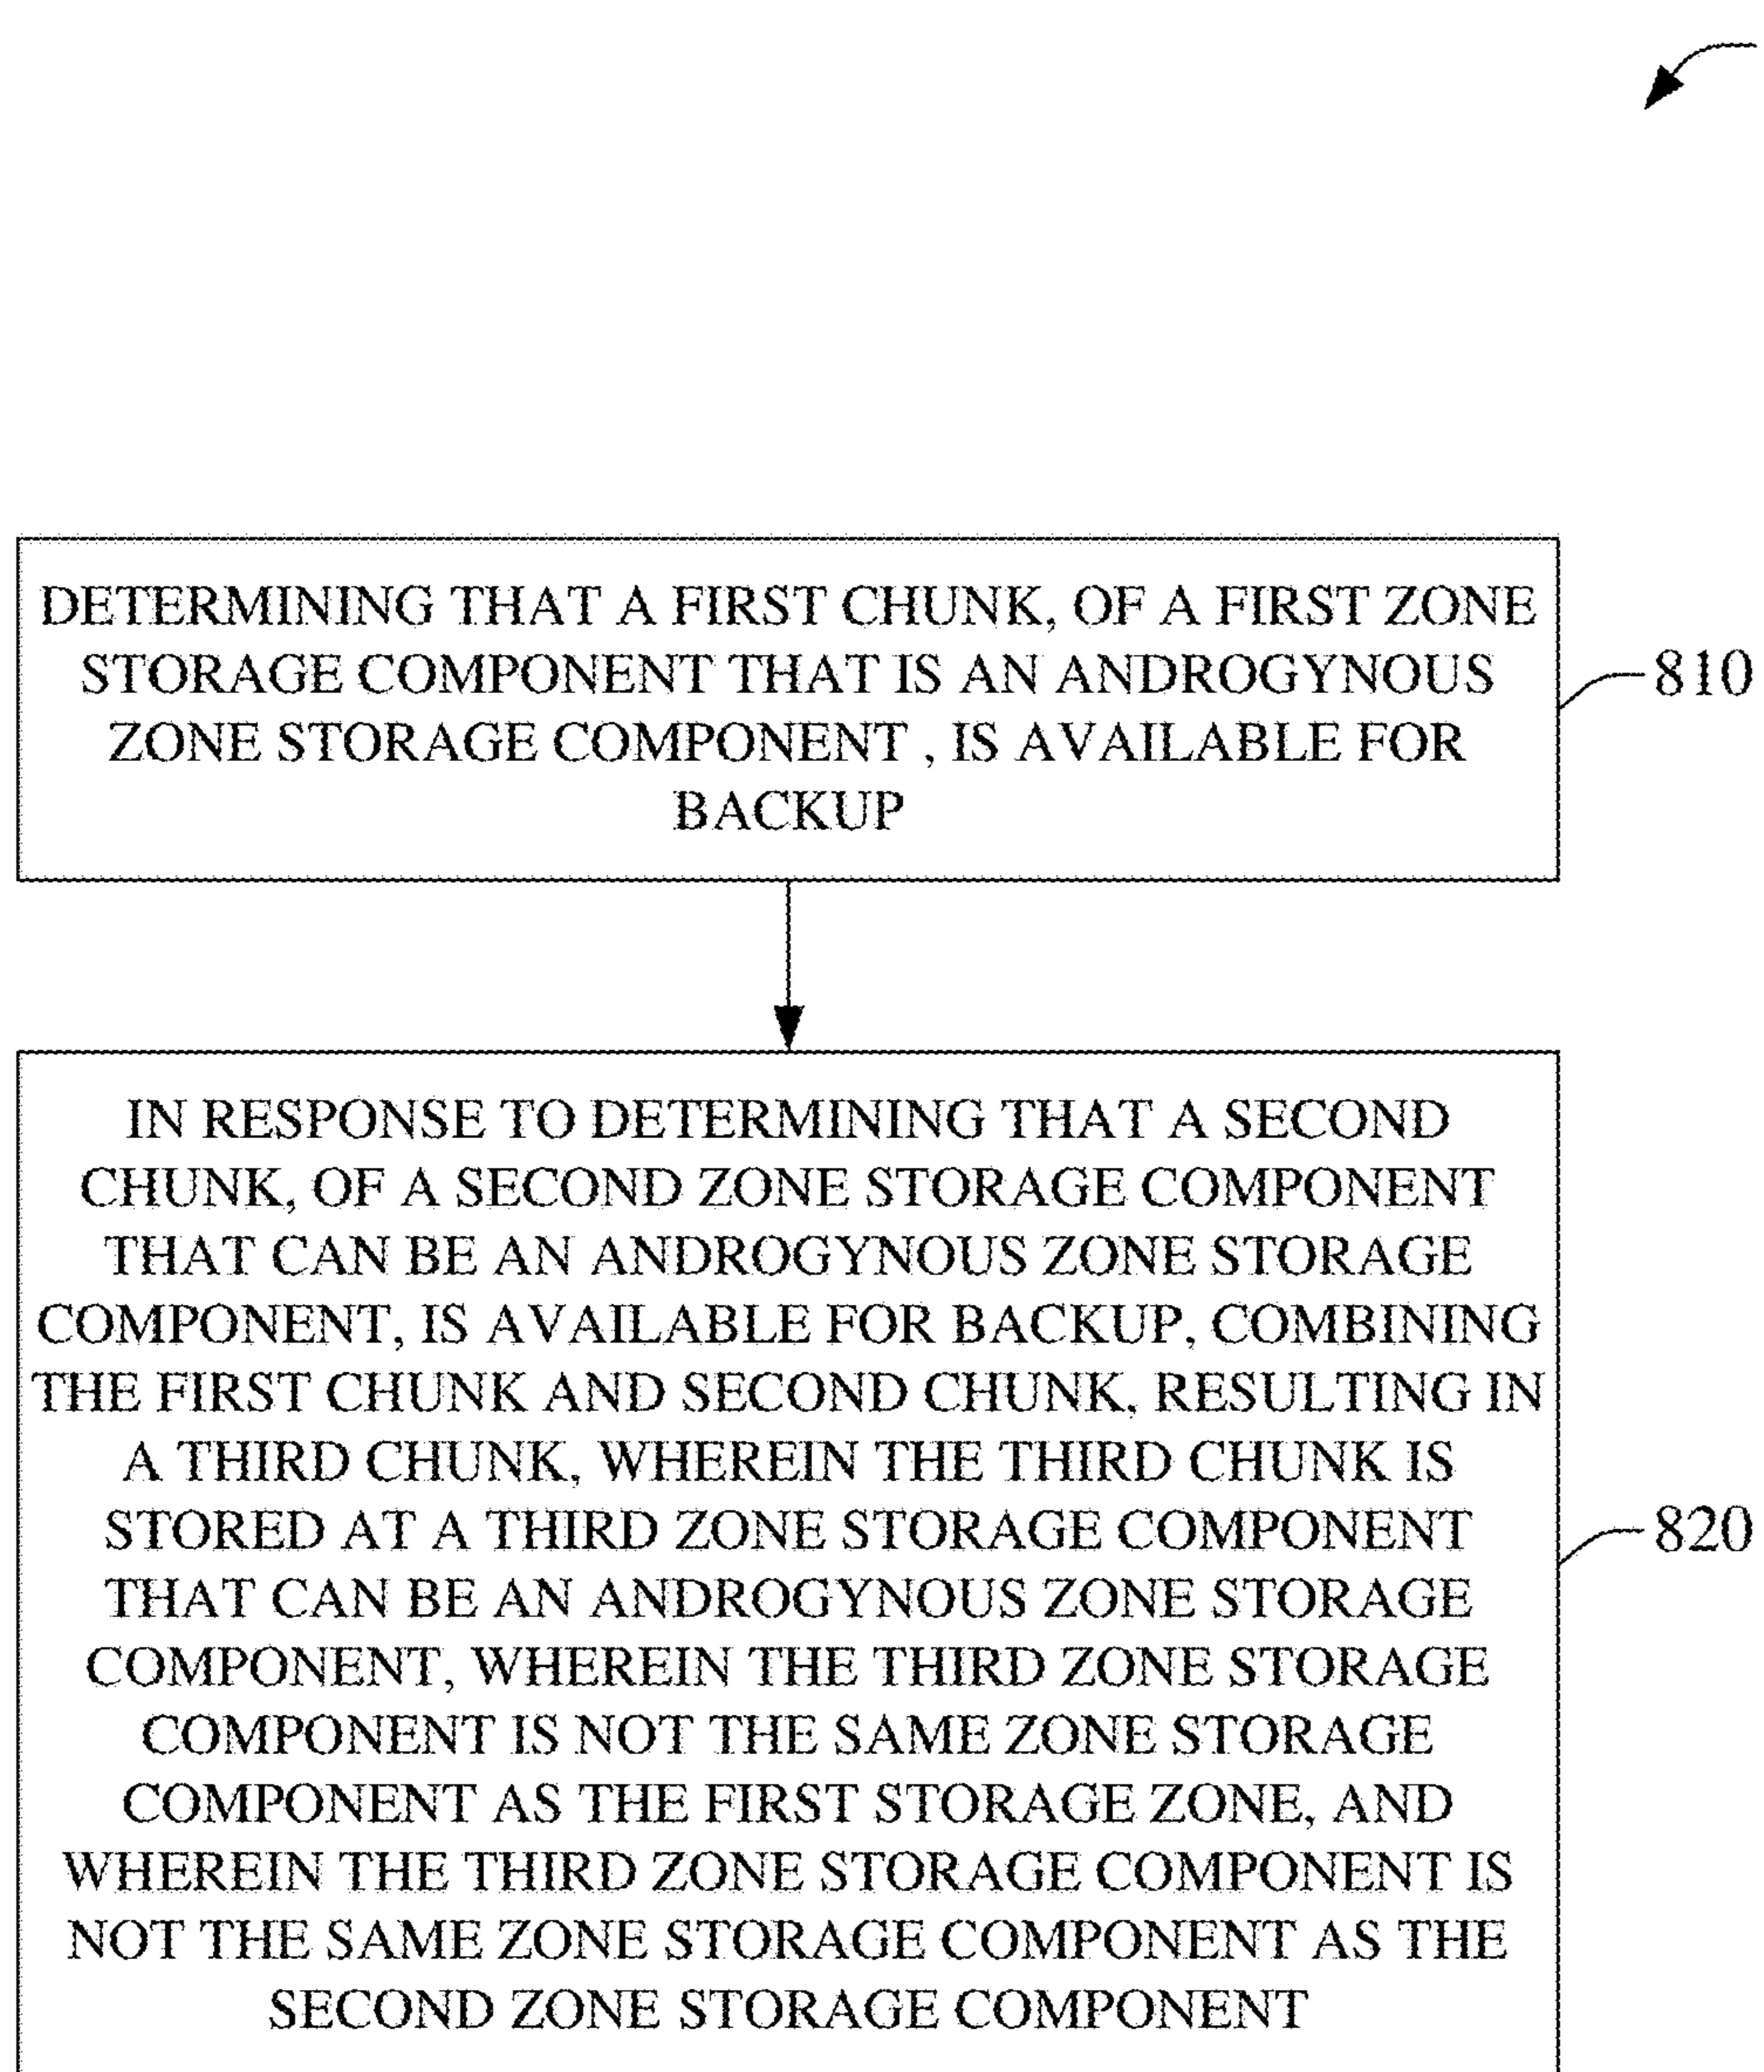 DETERMINING THAT A FIRST CHUNK, OF A FIRST ZONE
STORAGE COMPONENT THAT IS AN ANDROGYNOUS
ZONE STORAGE COMPONENT , IS AVAILABLE FOR
BACKUP
810
IN RESPONSE TO DETERMINING THAT A SECOND
CHUNK, OF A SECOND ZONE STORAGE COMPONENT
THAT CAN BE AN ANDROGYNOUS ZONE STORAGE
COMPONENT, IS AVAILABLE FOR BACKUP, COMBINING
THE FIRST CHUNK AND SECOND CHUNK, RESULTING IN
A THIRD CHUNK, WHEREIN THE THIRD CHUNK IS
STORED AT A THIRD ZONE STORAGE COMPONENT
THAT CAN BE AN ANDROGYNOUS ZONE STORAGE
COMPONENT, WHEREIN THE THIRD ZONE STORAGE
COMPONENT IS NOT THE SAME ZONE STORAGE
COMPONENT AS THE FIRST STORAGE ZONE, AND
WHEREIN THE THIRD ZONE STORAGE COMPONENT IS
NOT THE SAME ZONE STORAGE COMPONENT AS THE
SECOND ZONE STORAGE COMPONENT
820